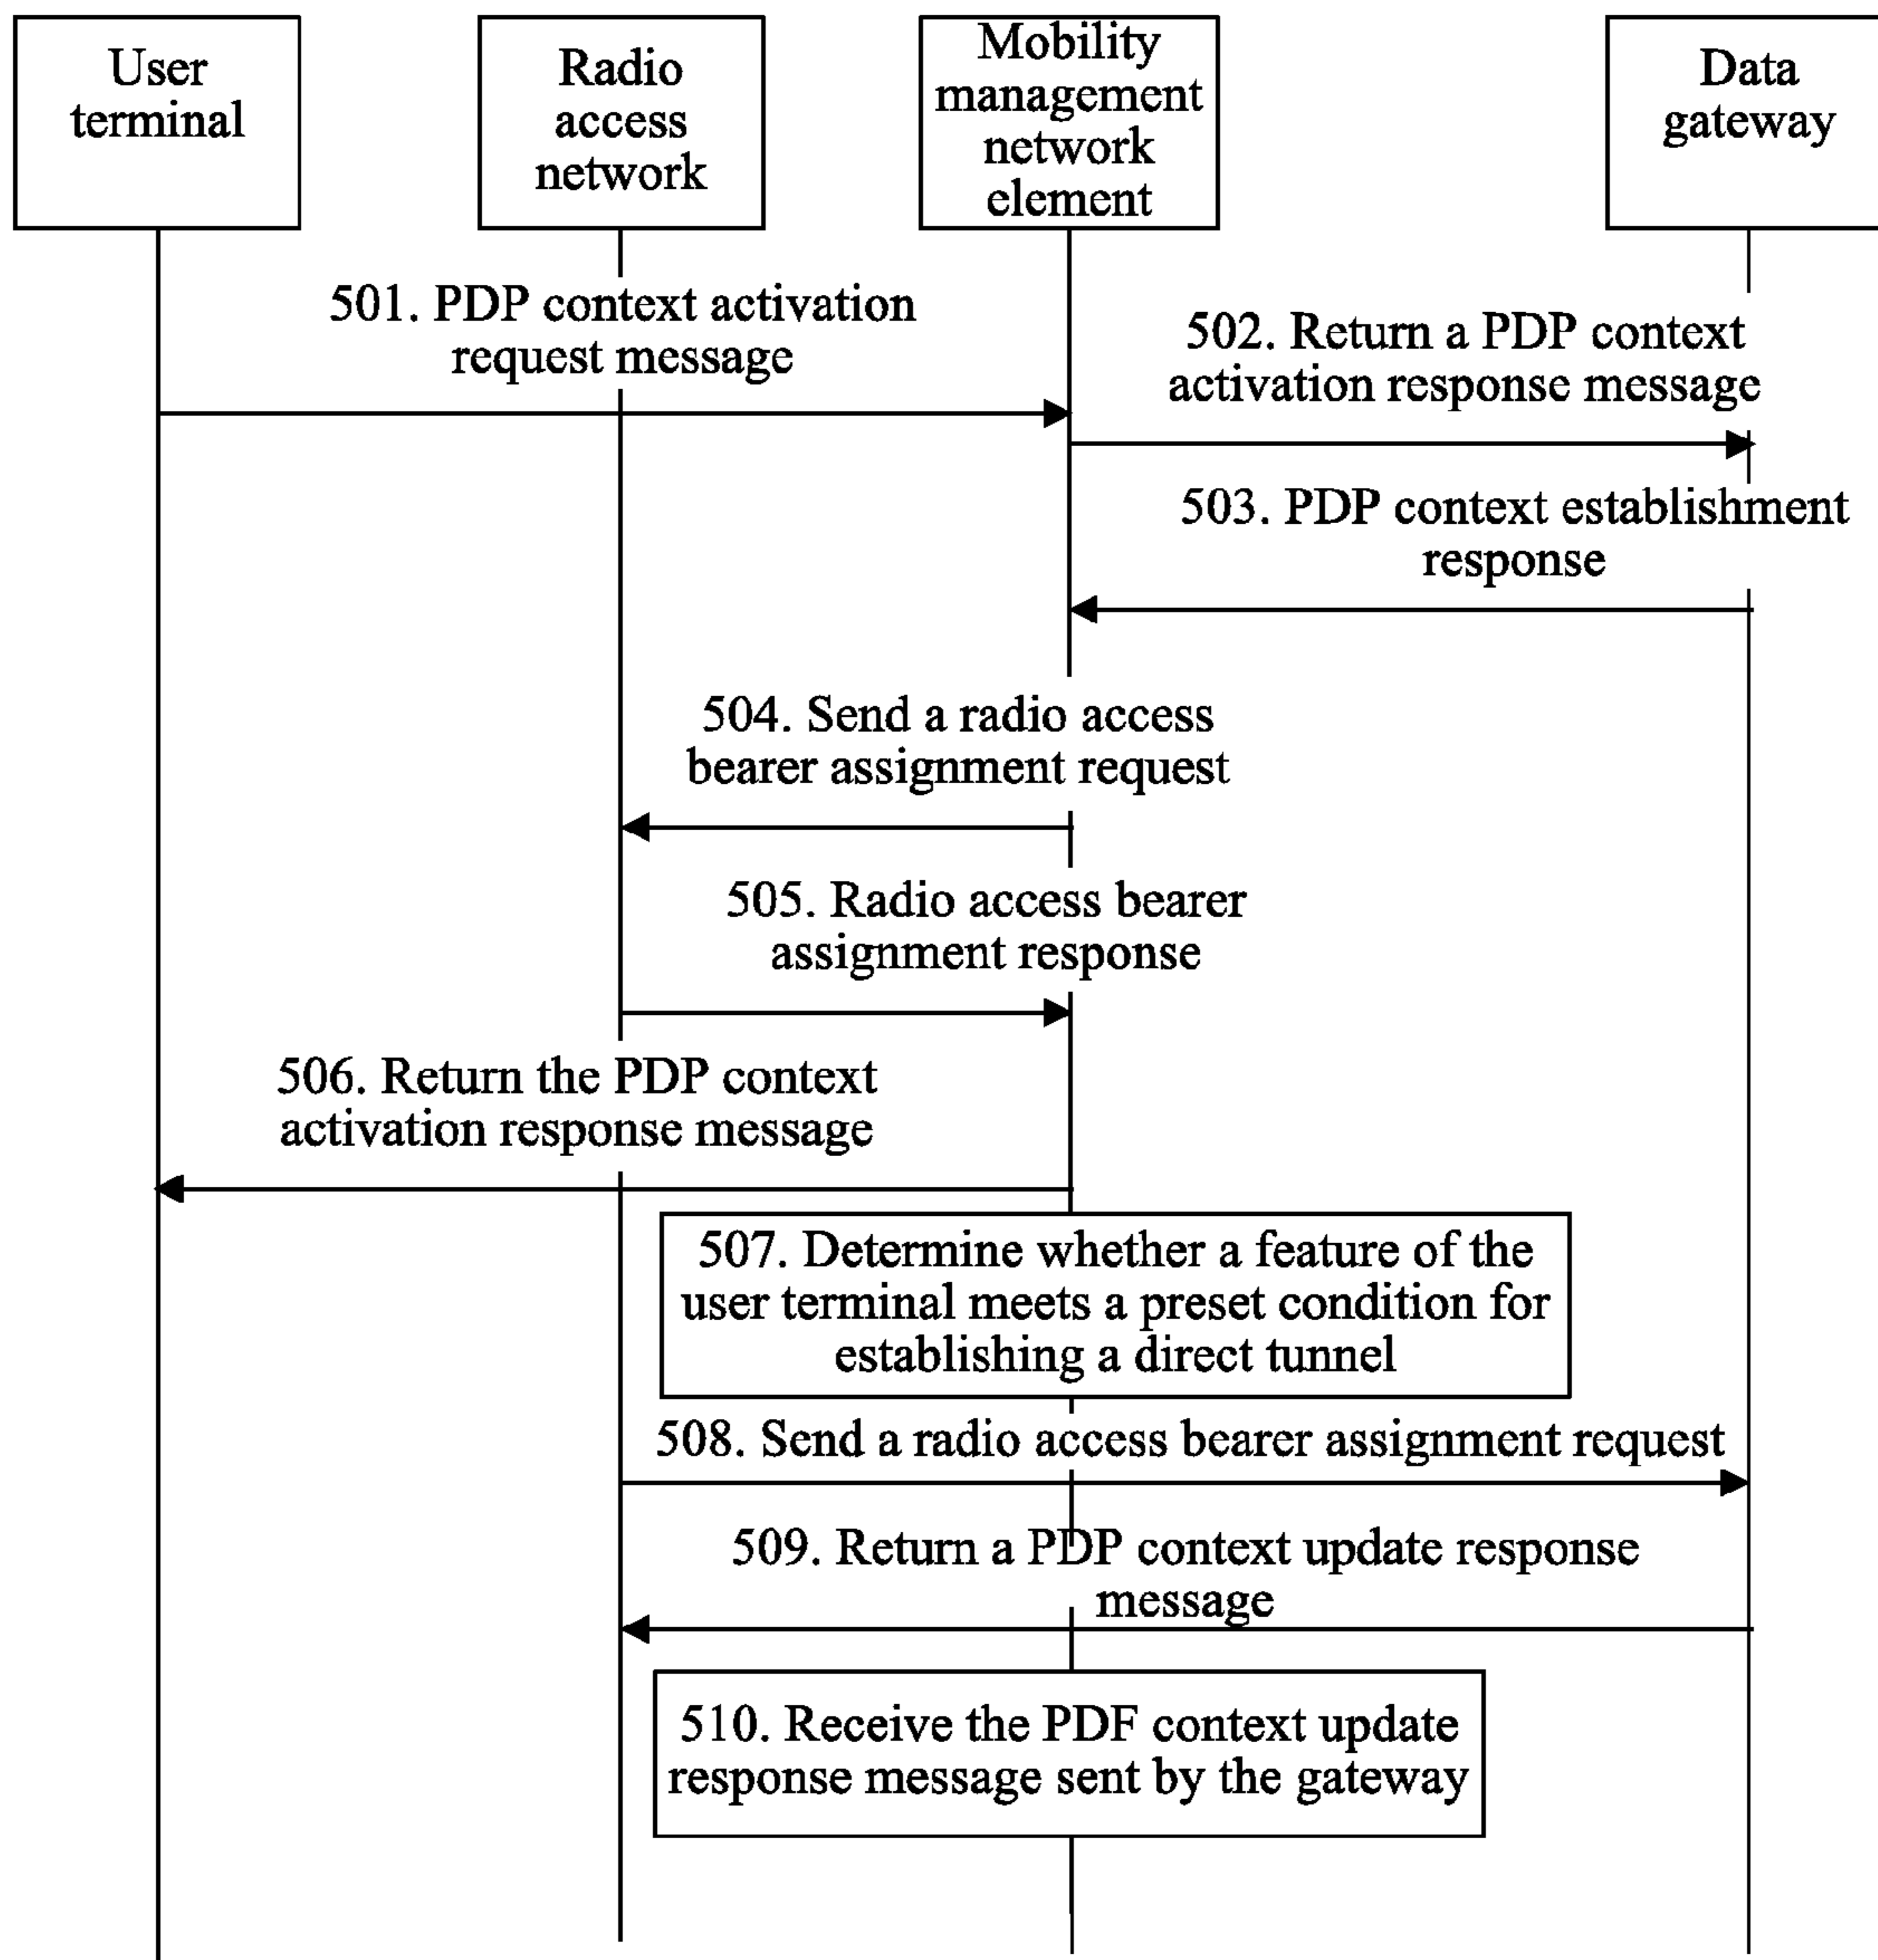 User
terminal
Radio
access
network
Mobility
management
network
element
Data
gateway
501. PDP context activation
request message
502. Return a PDP context
activation response message
503. PDP context establishment
response
504. Send a radio access
bearer assignment request
505. Radio access bearer
assignment response
506. Return the PDP context
activation response message
507. Determine whether a feature of the
user terminal meets a preset condition for
establishing a direct tunnel
508. Send a radio access bearer assignment request
509. Return a PDP context update response
message
510. Receive the PDF context update
response message sent by the gateway